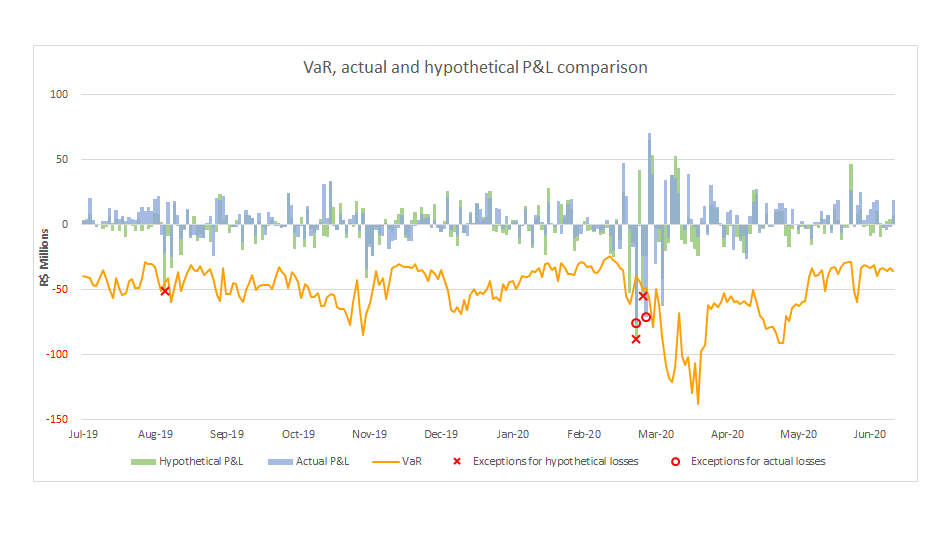 VaR, actual and hypothetical P&L comparison
R$ Millions
100
50
0
-50
-100
-150
Jul-19 Aug-19 Sep-19 Oct-19 Nov-19 Dec-19 Jan-20 Feb-20 Mar-20 Apr-20 May-20 Jun-20
Hypothetical P&L Actual P&L VaR Exceptions for hypothetical losses Exceptions for actual losses